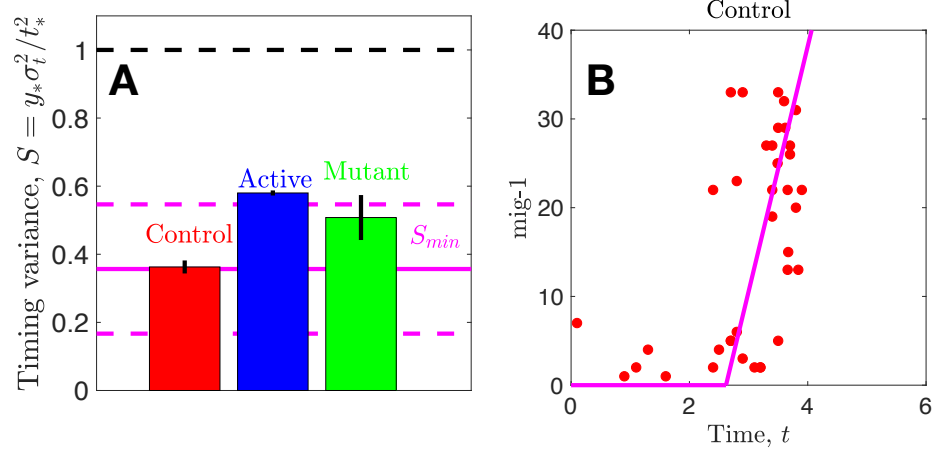 Timing variance, S = y∗σt²/t∗²
1
0.8
0.6
0.4
0.2
0
A
Control
Active
Mutant
Smin
Control
B
mig-1
40
30
20
10
0
0 2 4 6
Time, t